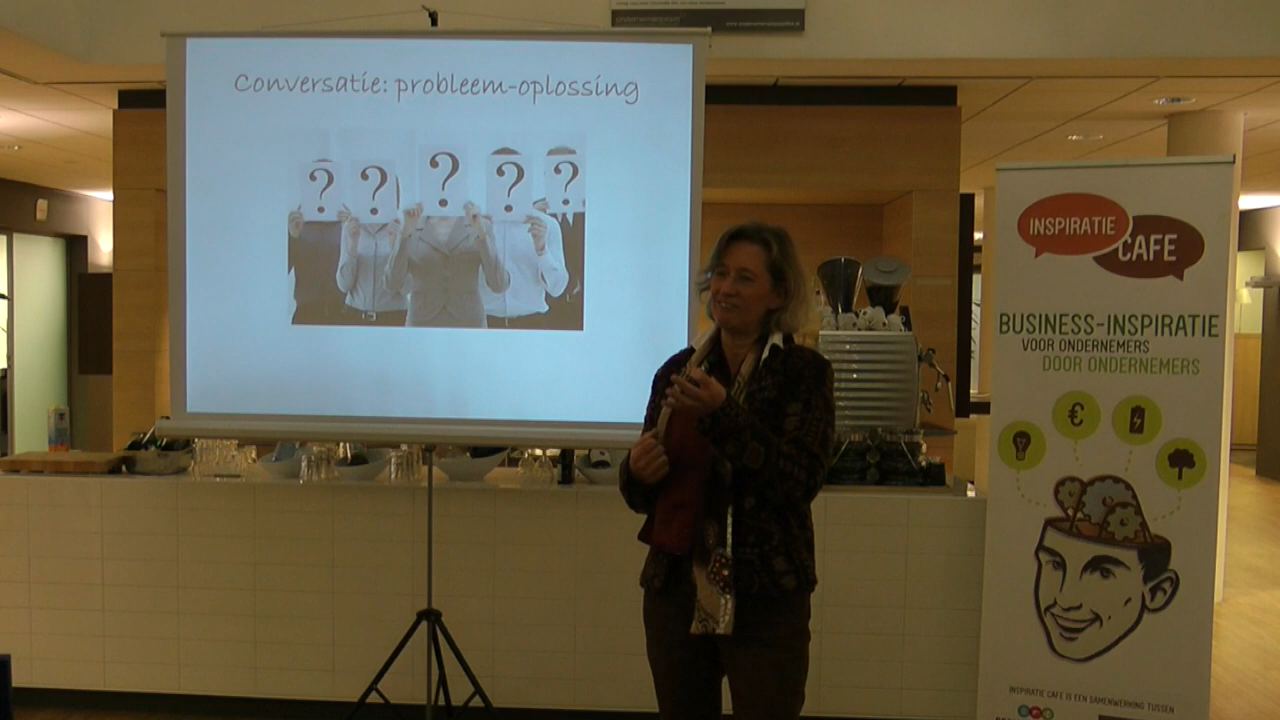 Conversatie: probleem-oplossing
? ? ? ? ?
INSPIRATIE
CAFE
BUSINESS-INSPIRATIE
VOOR ONDERNEMERS
DOOR ONDERNEMERS
€
INSPIRATIE CAFE IS EEN SAMENWERKING TUSSEN